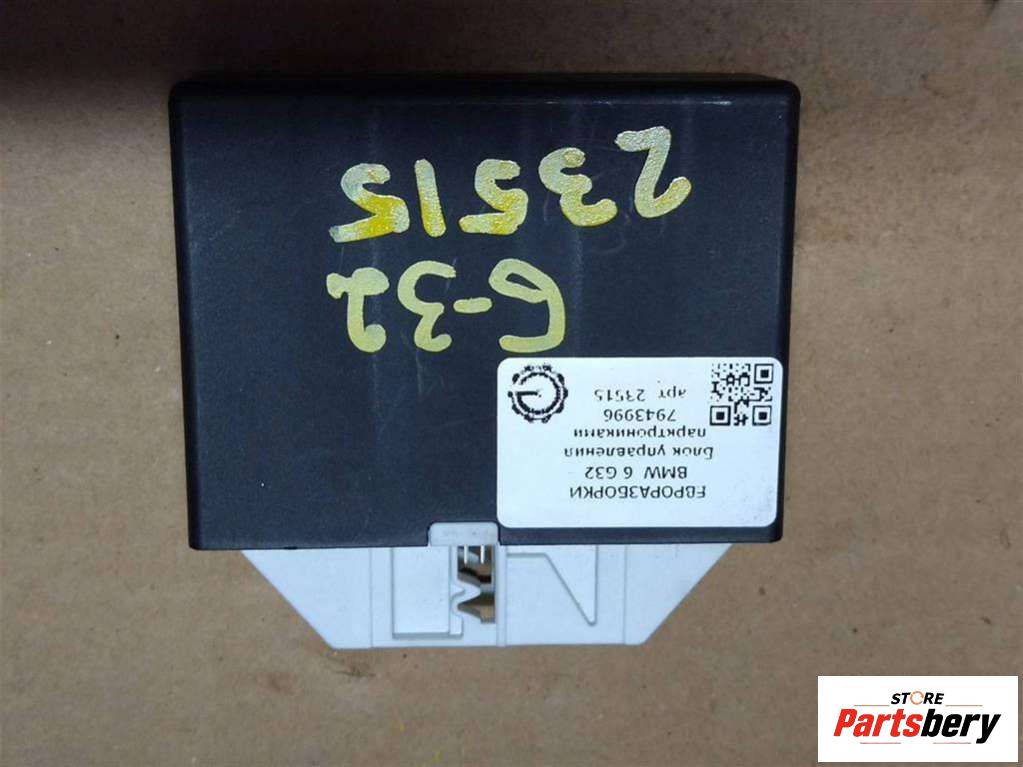 23515
G-32
ЕВРОРАЗБОРКИ
BMW 6 G32
Блок управления
парктрониками
7943996
арт 23515
STORE
Partsbery